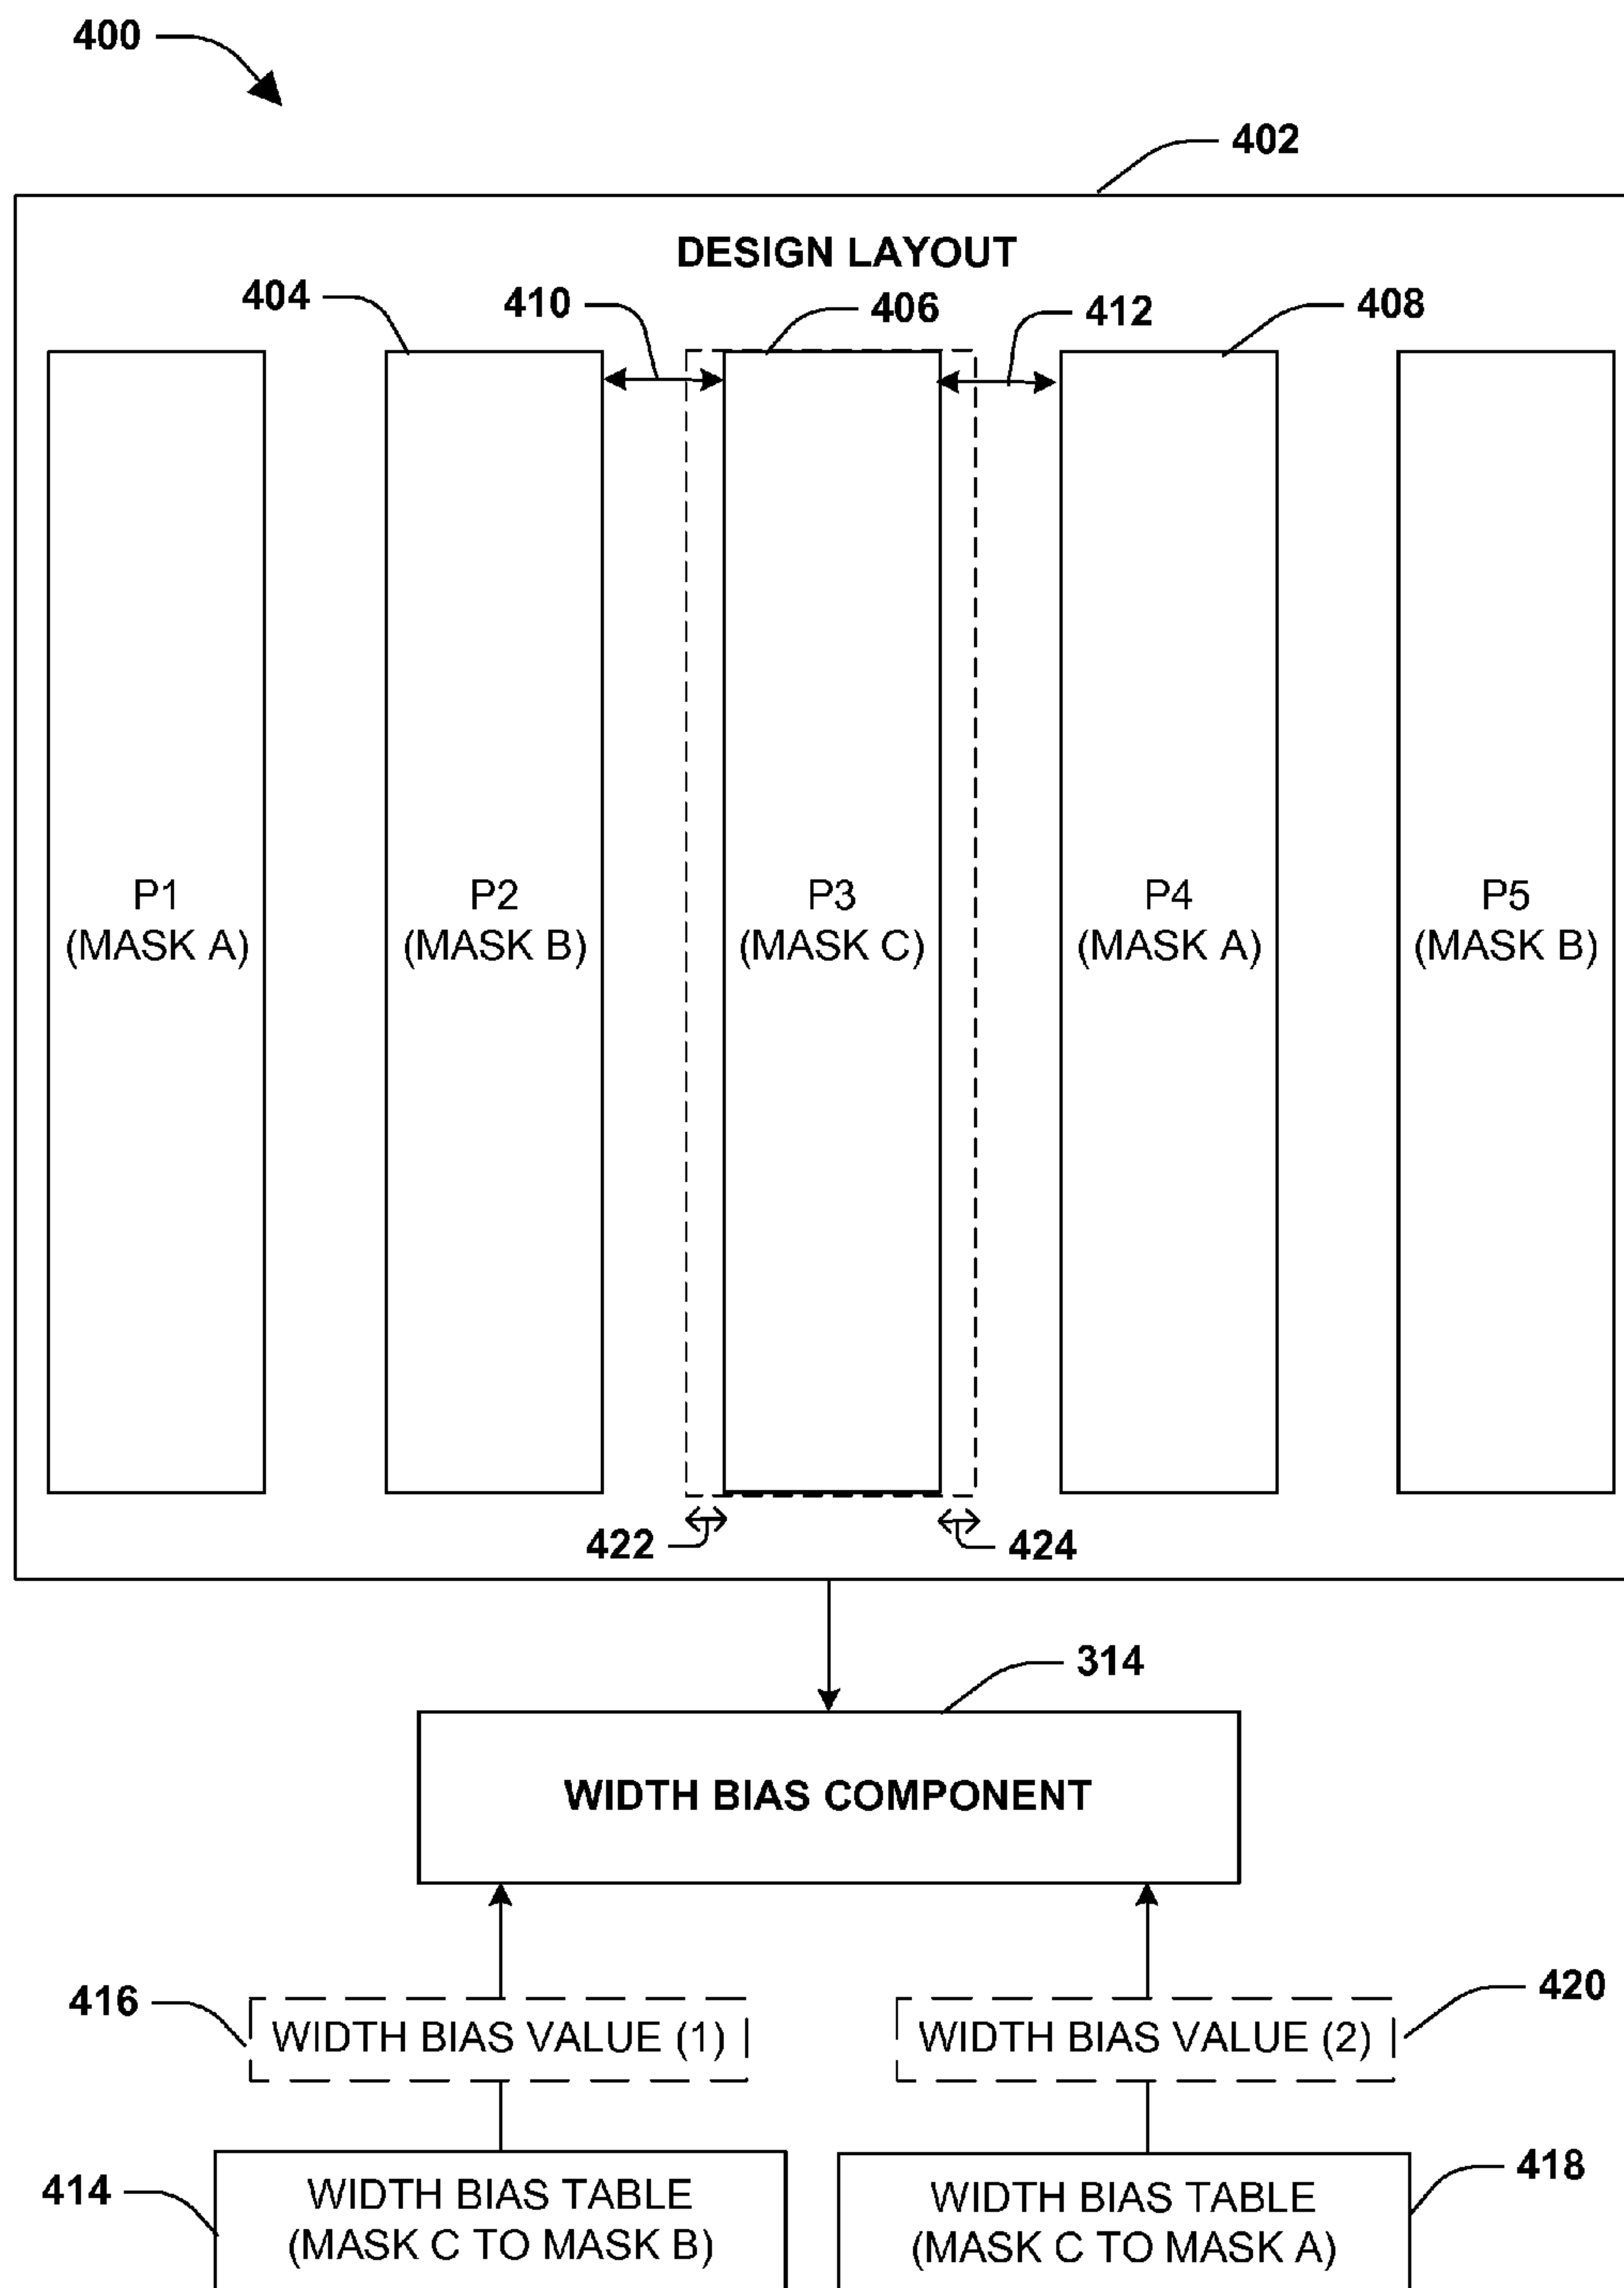 400
402
DESIGN LAYOUT
404
410
406
412
408
P1
(MASK A)
P2
(MASK B)
P3
(MASK C)
P4
(MASK A)
P5
(MASK B)
422
424
314
WIDTH BIAS COMPONENT
416
WIDTH BIAS VALUE (1)
WIDTH BIAS VALUE (2)
420
414
WIDTH BIAS TABLE
(MASK C TO MASK B)
WIDTH BIAS TABLE
(MASK C TO MASK A)
418